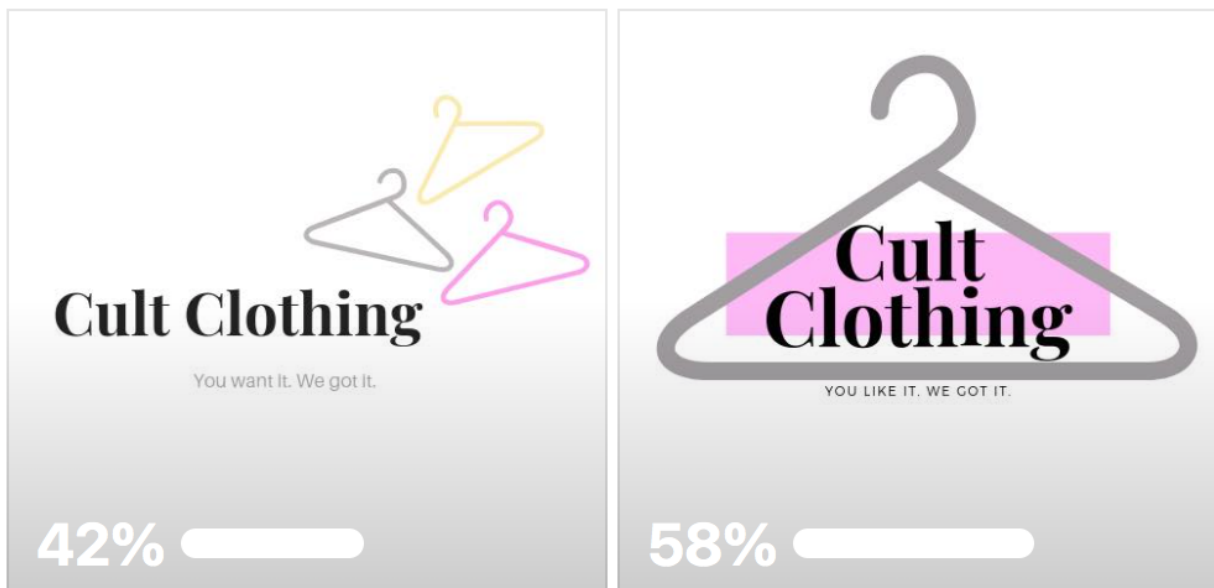 Cult Clothing
You want it. We got it.
42%
Cult
Clothing
YOU LIKE IT. WE GOT IT.
58%